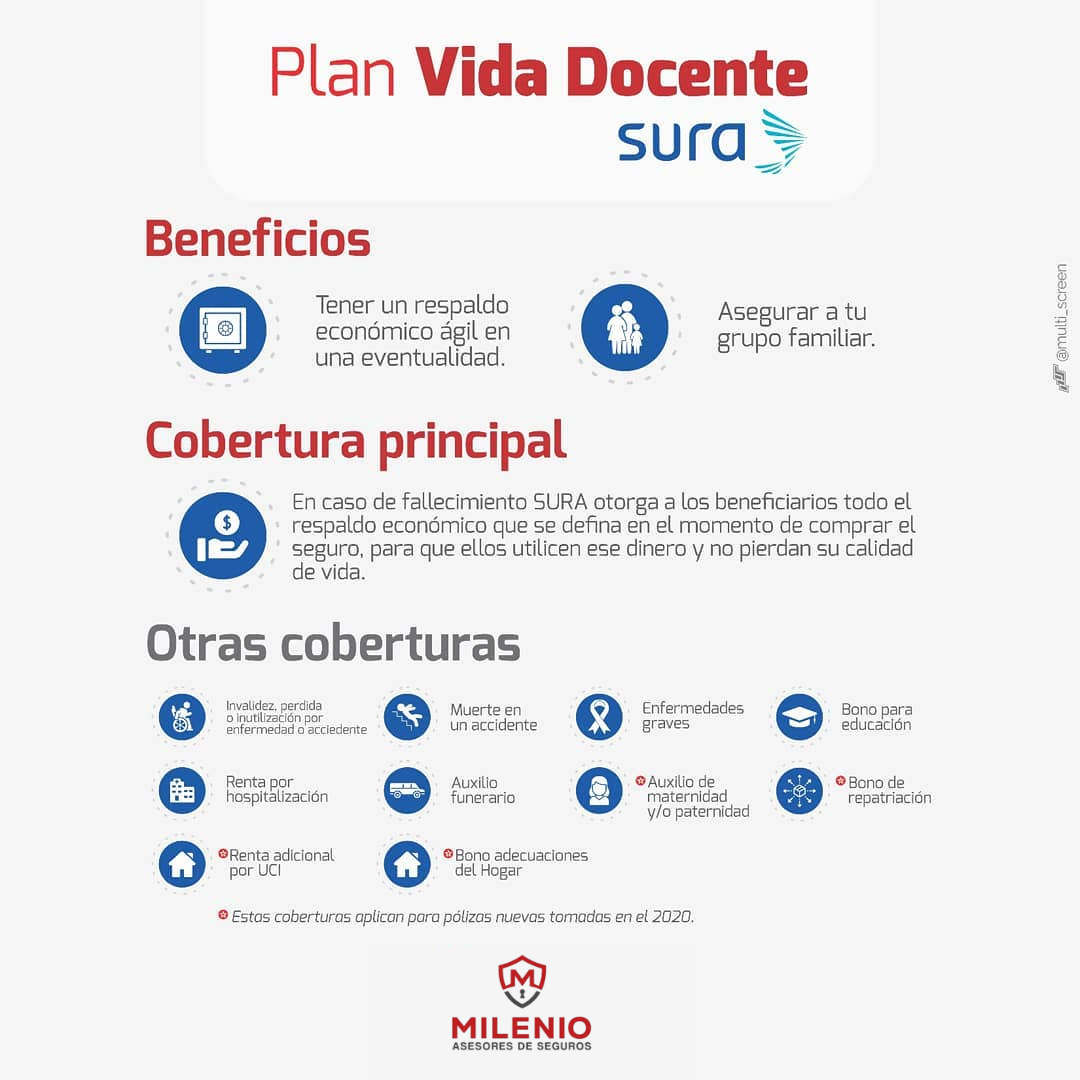 Plan Vida Docente
sura
Beneficios
Tener un respaldo
económico ágil en
una eventualidad.
Asegurar a tu
grupo familiar.
@multi_screen
Cobertura principal
$
En caso de fallecimiento SURA otorga a los beneficiarios todo el
respaldo económico que se defina en el momento de comprar el
seguro, para que ellos utilicen ese dinero y no pierdan su calidad
de vida.
Otras coberturas
Invalidez, perdida
o inutilización por
enfermedad o acciedente
Muerte en
un accidente
Enfermedades
graves
Bono para
educación
Renta por
hospitalización
Auxilio
funerario
*Auxilio de
maternidad
y/o paternidad
*Bono de
repatriación
*Renta adicional
por UCI
*Bono adecuaciones
del Hogar
*Estas coberturas aplican para pólizas nuevas tomadas en el 2020.
M
MILENIO
ASESORES DE SEGUROS